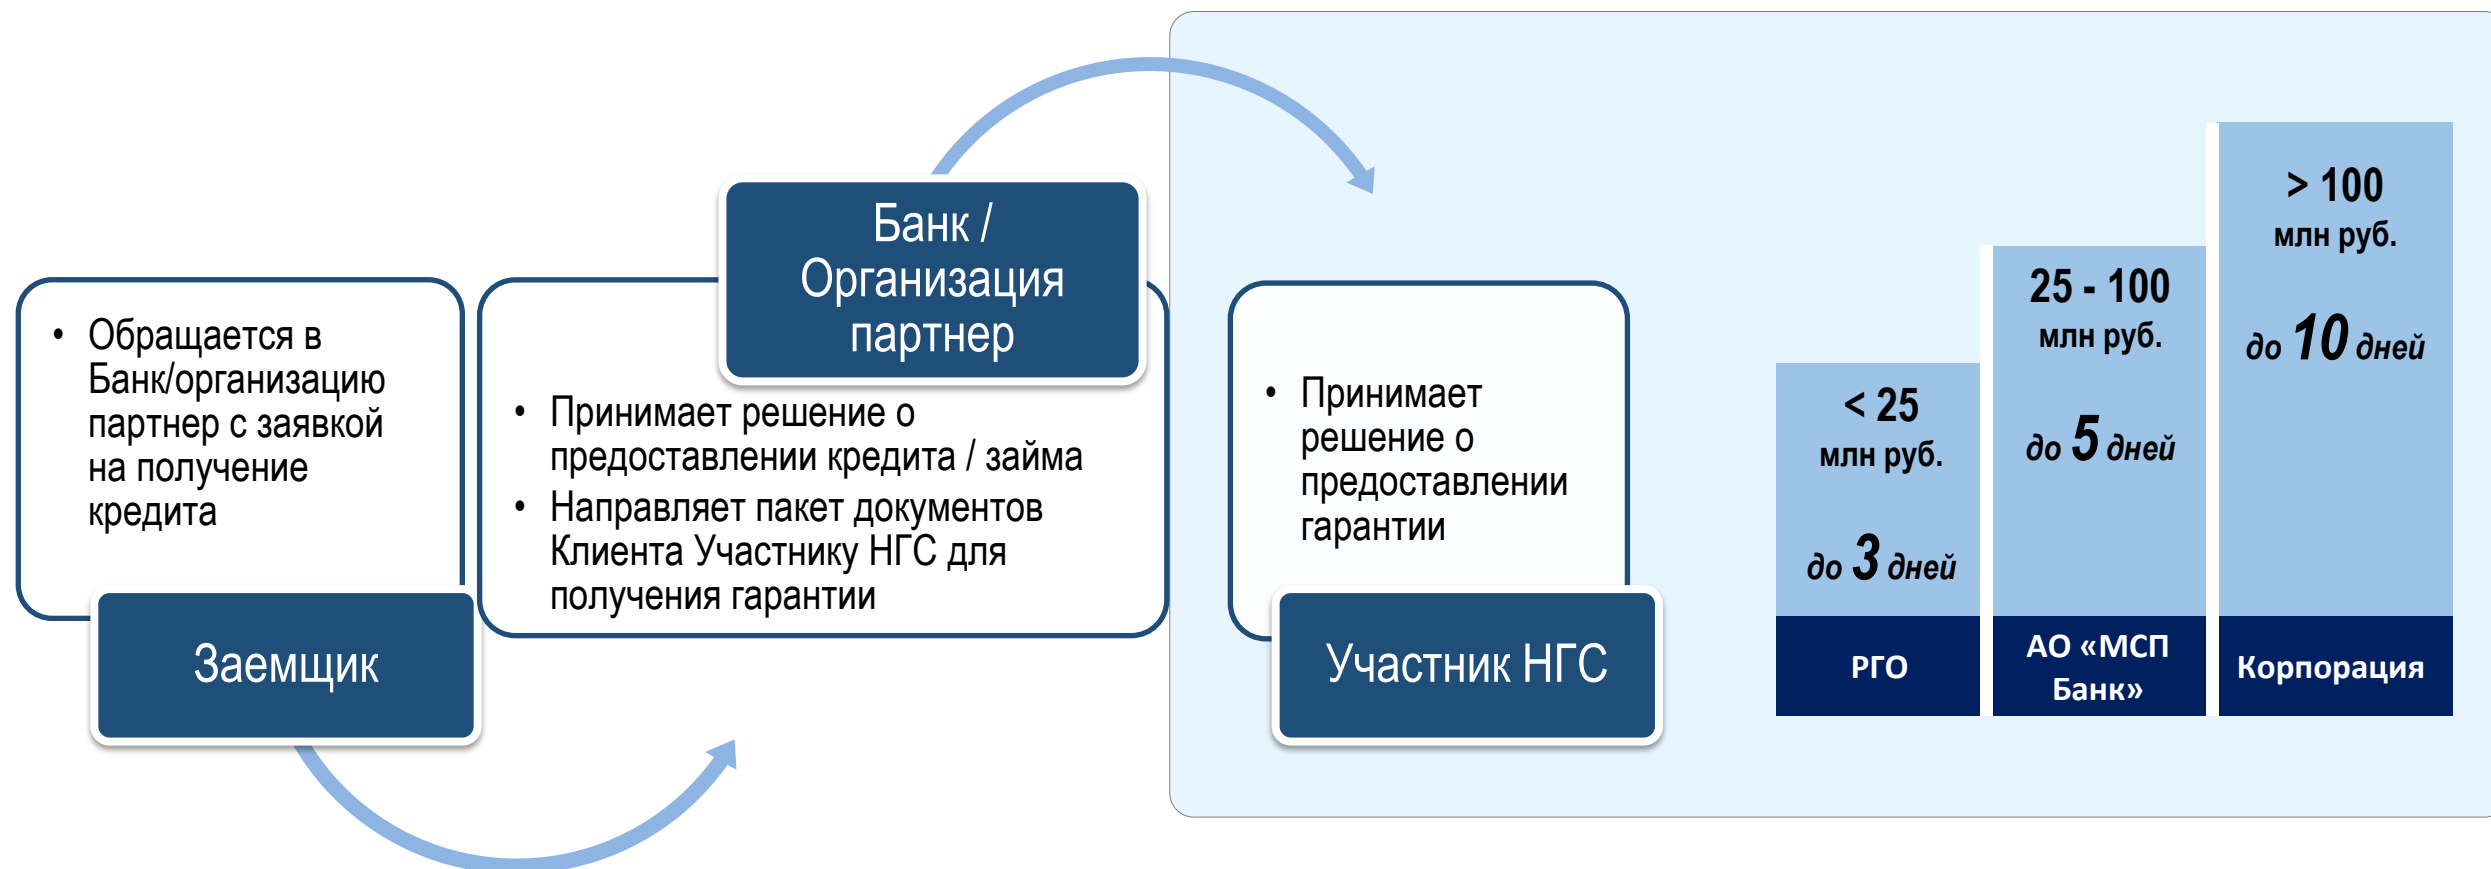 • Обращается в
Банк/организацию
партнер с заявкой
на получение
кредита
Заемщик
Банк /
Организация
партнер
• Принимает решение о
предоставлении кредита / займа
• Направляет пакет документов
Клиента Участнику НГС для
получения гарантии
• Принимает
решение о
предоставлении
гарантии
Участник НГС
< 25
млн руб.
до 3 дней
РГО
25 - 100
млн руб.
до 5 дней
АО «МСП
Банк»
> 100
млн руб.
до 10 дней
Корпорация